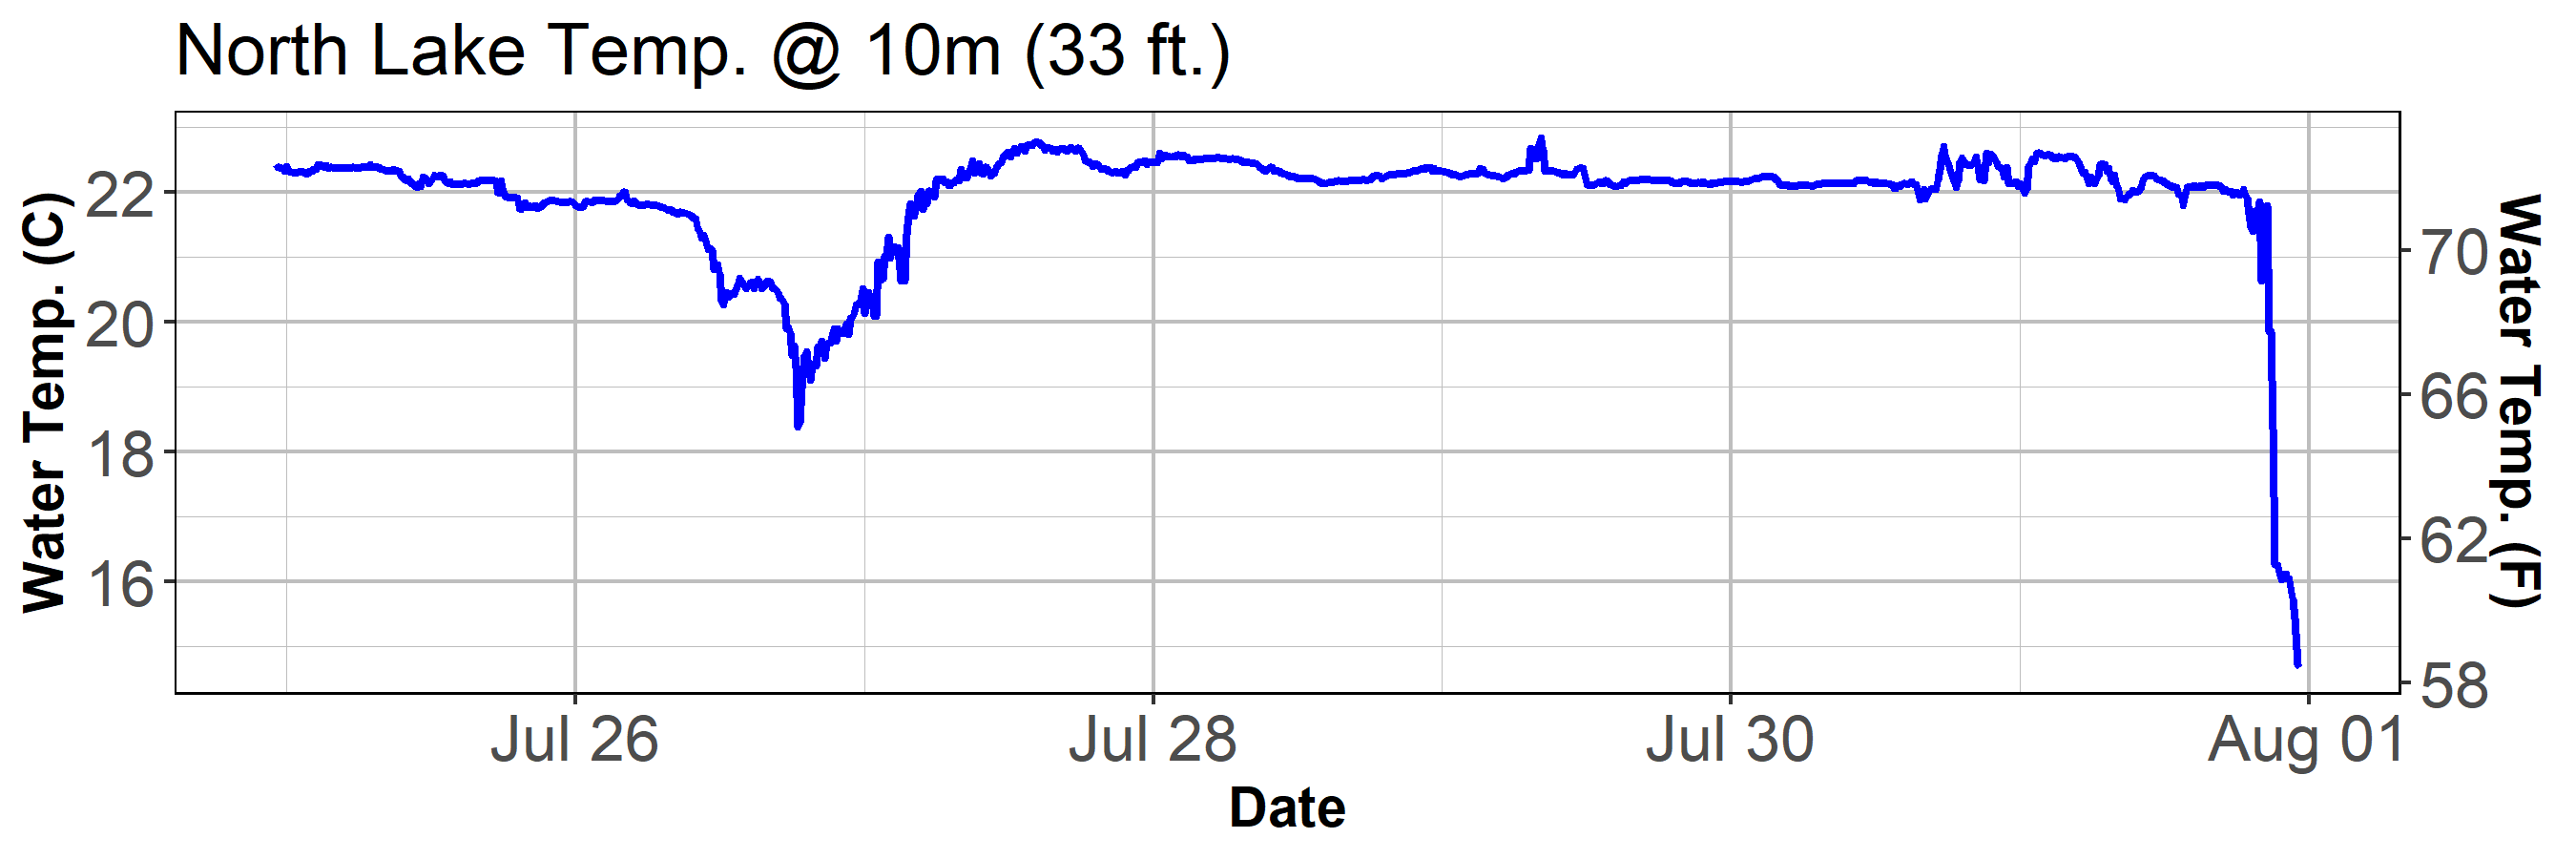 North Lake Temp. @ 10m (33 ft.)
Water Temp. (C)
22
20
18
16
70
66
62
58
Water Temp. (F)
Jul 26 Jul 28 Jul 30 Aug 01
Date